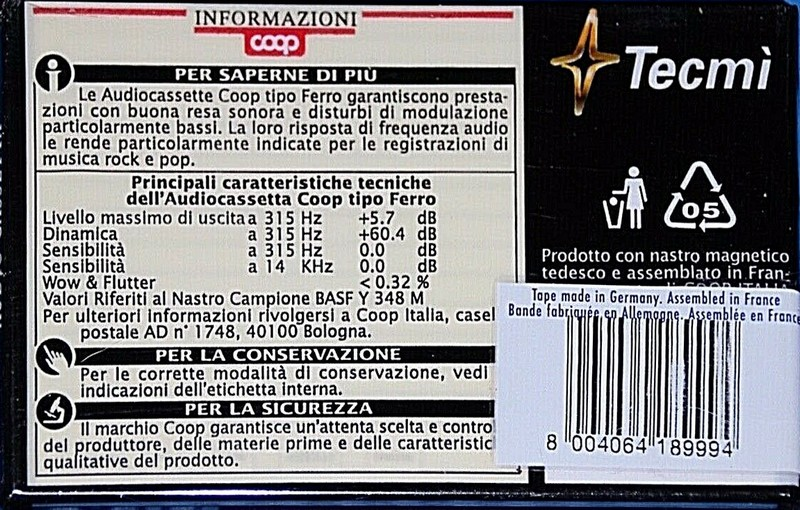 INFORMAZIONI
coop
PER SAPERNE DI PIÙ
Le Audiocassette Coop tipo Ferro garantiscono presta-
zioni con buona resa sonora e disturbi di modulazione
particolarmente bassi. La loro risposta di frequenza audio
le rende particolarmente indicate per le registrazioni di
musica rock e pop.
Principali caratteristiche tecniche
dell'Audiocassetta Coop tipo Ferro
Livello massimo di uscita a 315 Hz +5.7 dB
Dinamica a 315 Hz +60.4 dB
Sensibilità a 315 Hz 0.0 dB
Sensibilità a 14 KHz 0.0 dB
Wow & Flutter < 0.32 %
Valori Riferiti al Nastro Campione BASF Y 348 M
Per ulteriori informazioni rivolgersi a Coop Italia, casel
postale AD n° 1748, 40100 Bologna.
PER LA CONSERVAZIONE
Per le corrette modalità di conservazione, vedi
indicazioni dell'etichetta interna.
PER LA SICUREZZA
Il marchio Coop garantisce un'attenta scelta e contro
del produttore, delle materie prime e delle caratteristic
qualitative del prodotto.
Tecmì
05
Prodotto con nastro magnetico
tedesco e assemblato in Fran-
Tape made in Germany. Assembled in France
Bande fabriquée en Allemagne. Assemblée en France
8 004064 189994